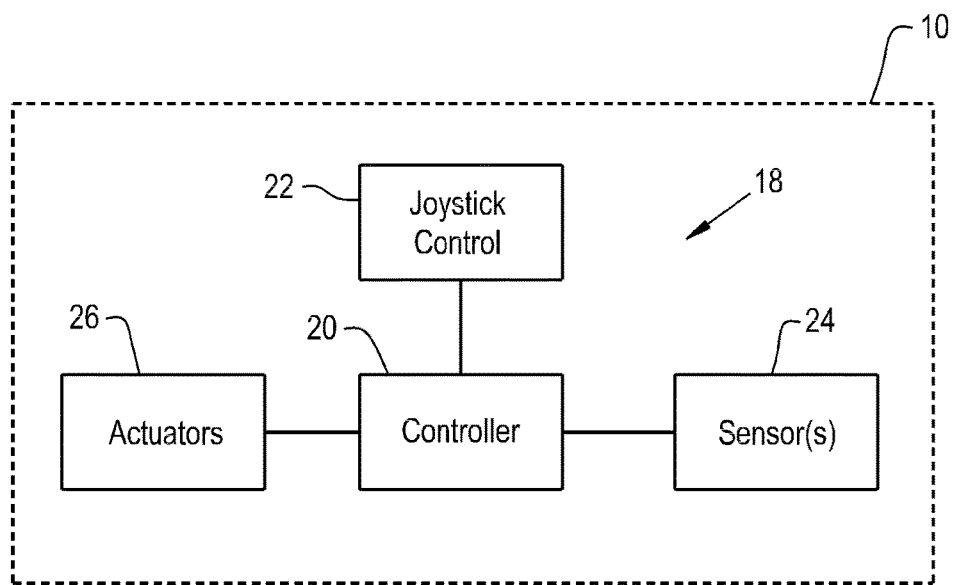 10
22
Joystick
Control
18
26
20
24
Actuators
Controller
Sensor(s)